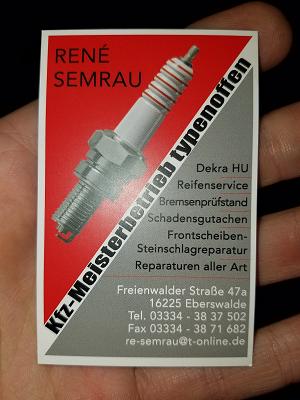 RENÉ
SEMRAU
Kfz-Meisterbetrieb typenoffen
Dekra HU
Reifenservice
Bremsenprüfstand
Schadensgutachen
Frontscheiben-
Steinschlagreparatur
Reparaturen aller Art
Freienwalder Straße 47a
16225 Eberswalde
Tel. 03334 - 38 37 502
Fax 03334 - 38 71 682
re-semrau@t-online.de